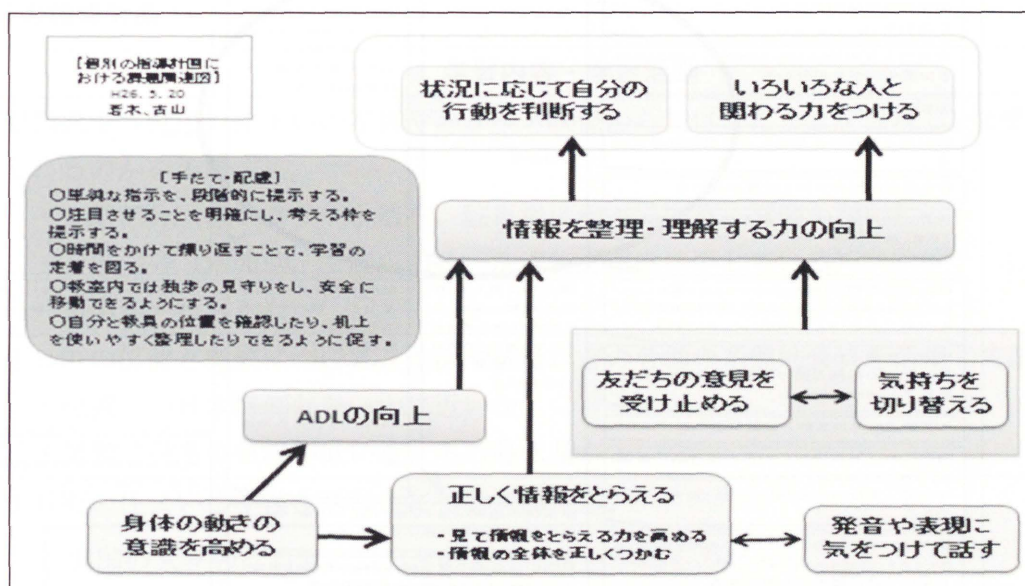 ［個別の指導計画に
おける課題関連図］
H26.5.20
若木、古山
状況に応じて自分の
行動を判断する
いろいろな人と
関わる力をつける
［手だて・配慮］
○単純な指示を、段階的に提示する。
○注目させることを明確にし、考える枠を
提示する。
○時間をかけて振り返すことで、学習の
定着を図る。
○教室内では独歩の見守りをし、安全に
移動できるようにする。
○自分と教具の位置を確認したり、机上
を使いやすく整理したりできるように促す。
情報を整理・理解する力の向上
友だちの意見を
受け止める
気持ちを
切り替える
ADLの向上
身体の動きの
意識を高める
正しく情報をとらえる
・見て情報をとらえる力を高める
・情報の全体を正しくつかむ
発音や表現に
気をつけて話す